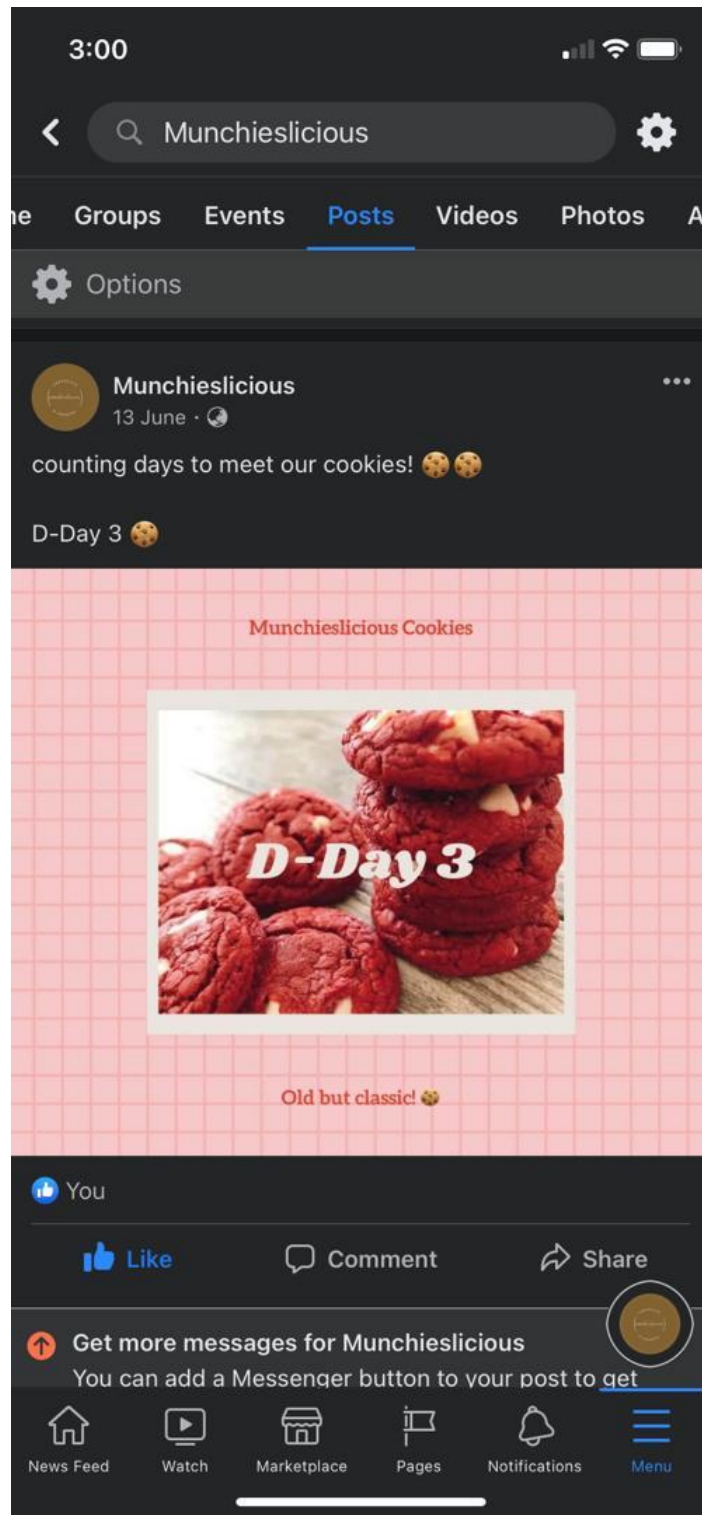 3:00
Munchieslicious
Groups Events Posts Videos Photos A
Options
Munchieslicious
13 June ·
counting days to meet our cookies! 🍪🍪
D-Day 3 🍪
Munchieslicious Cookies
D-Day 3
Old but classic! 🍪
You
Like Comment Share
Get more messages for Munchieslicious
You can add a Messenger button to your post to get
News Feed Watch Marketplace Pages Notifications Menu